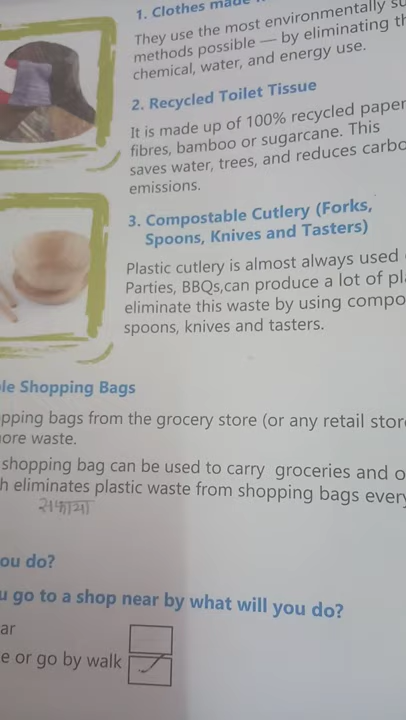 1. Clothes made
They use the most environmentally
methods possible — by eliminating
chemical, water, and energy use.
2. Recycled Toilet Tissue
It is made up of 100% recycled paper
fibres, bamboo or sugarcane. This
saves water, trees, and reduces carbo
emissions.
3. Compostable Cutlery (Forks,
Spoons, Knives and Tasters)
Plastic cutlery is almost always used
Parties, BBQs,can produce a lot of pl
eliminate this waste by using compo
spoons, knives and tasters.
le Shopping Bags
pping bags from the grocery store (or any retail stor
ore waste.
shopping bag can be used to carry groceries and o
h eliminates plastic waste from shopping bags every
ou do?
u go to a shop near by what will you do?
ar
e or go by walk